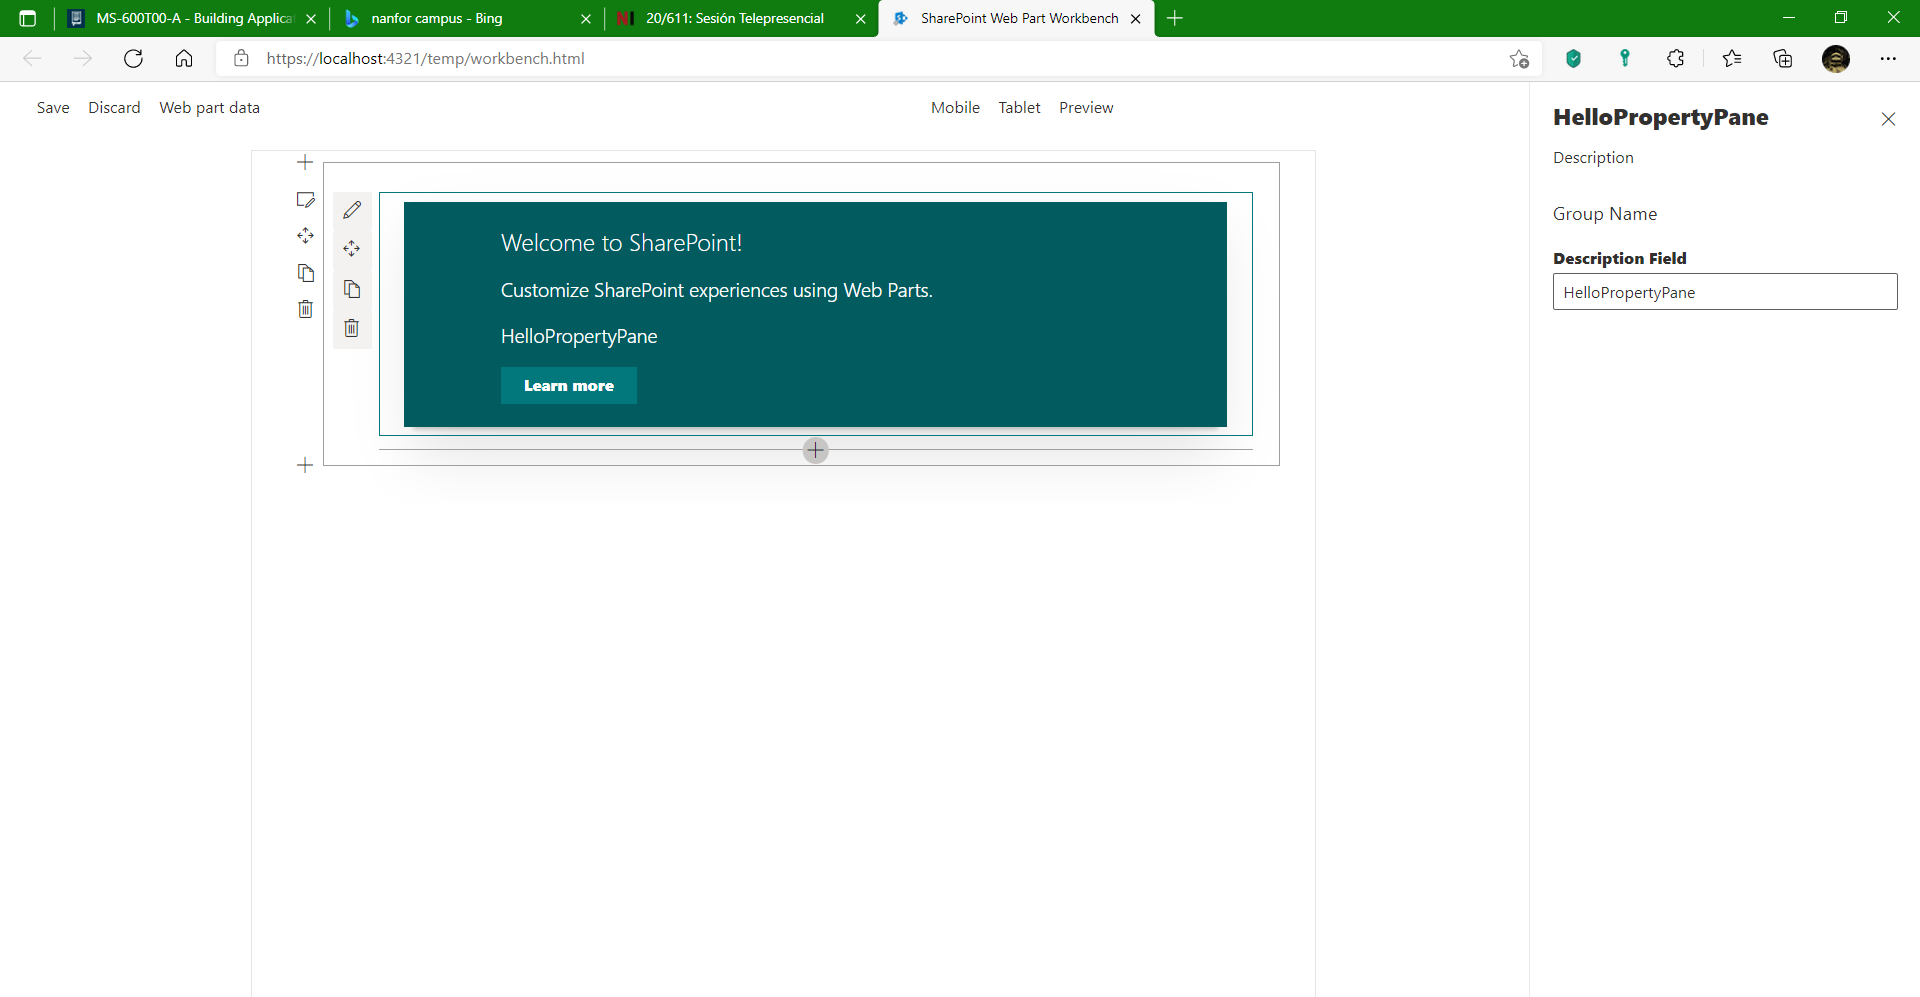 MS-600T00-A - Building Applicat
nanfor campus - Bing
20/611: Sesión Telepresencial
SharePoint Web Part Workbench
https://localhost:4321/temp/workbench.html
Save Discard Web part data
Mobile Tablet Preview
Welcome to SharePoint!
Customize SharePoint experiences using Web Parts.
HelloPropertyPane
Learn more
HelloPropertyPane
Description
Group Name
Description Field
HelloPropertyPane